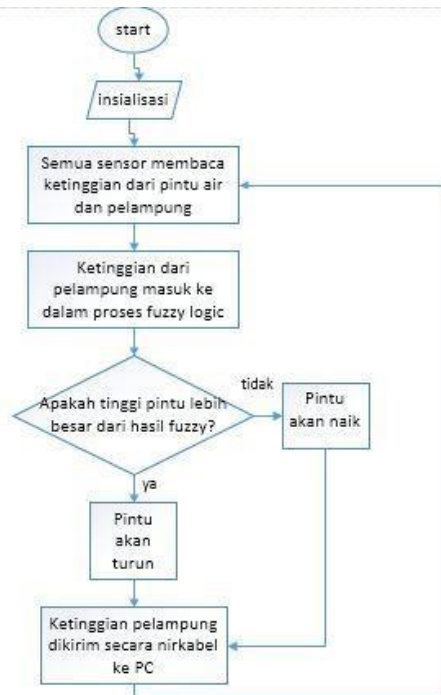 start
insialisasi
Semua sensor membaca
ketinggian dari pintu air
dan pelampung
Ketinggian dari
pelampung masuk ke
dalam proses fuzzy logic
Apakah tinggi pintu lebih
besar dari hasil fuzzy?
tidak
Pintu
akan naik
ya
Pintu
akan
turun
Ketinggian pelampung
dikirim secara nirkabel
ke PC